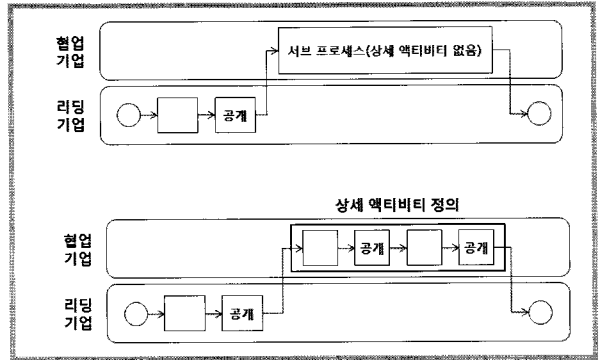 협업
기업
서브 프로세스(상세 액티비티 없음)
리딩
기업
공개
상세 액티비티 정의
협업
기업
공개
공개
리딩
기업
공개